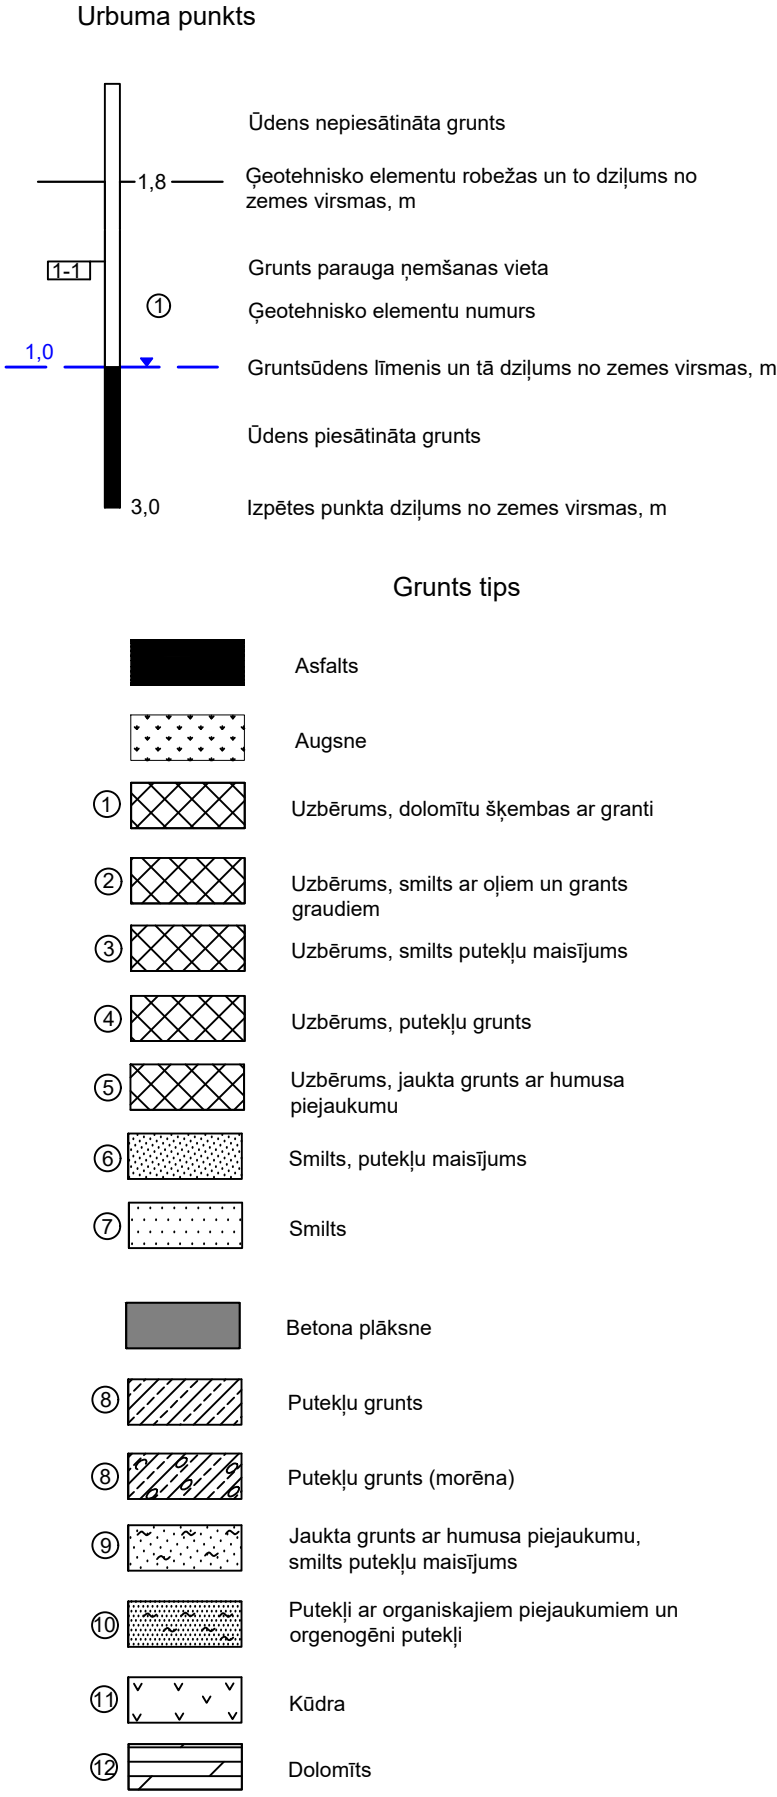 Urbuma punkts
Ūdens nepiesātināta grunts
1,8
Ģeotehnisko elementu robežas un to dziļums no
zemes virsmas, m
1-1
Grunts parauga ņemšanas vieta
1
Ģeotehnisko elementu numurs
1,0
Gruntsūdens līmenis un tā dziļums no zemes virsmas, m
Ūdens piesātināta grunts
3,0
Izpētes punkta dziļums no zemes virsmas, m
Grunts tips
Asfalts
Augsne
1
Uzbērums, dolomītu šķembas ar granti
2
Uzbērums, smilts ar oļiem un grants
graudiem
3
Uzbērums, smilts putekļu maisījums
4
Uzbērums, putekļu grunts
5
Uzbērums, jaukta grunts ar humusa
piejaukumu
6
Smilts, putekļu maisījums
7
Smilts
Betona plāksne
8
Putekļu grunts
8
Putekļu grunts (morēna)
9
Jaukta grunts ar humusa piejaukumu,
smilts putekļu maisījums
10
Putekļi ar organiskajiem piejaukumiem un
orgenogēni putekļi
11
Kūdra
12
Dolomīts